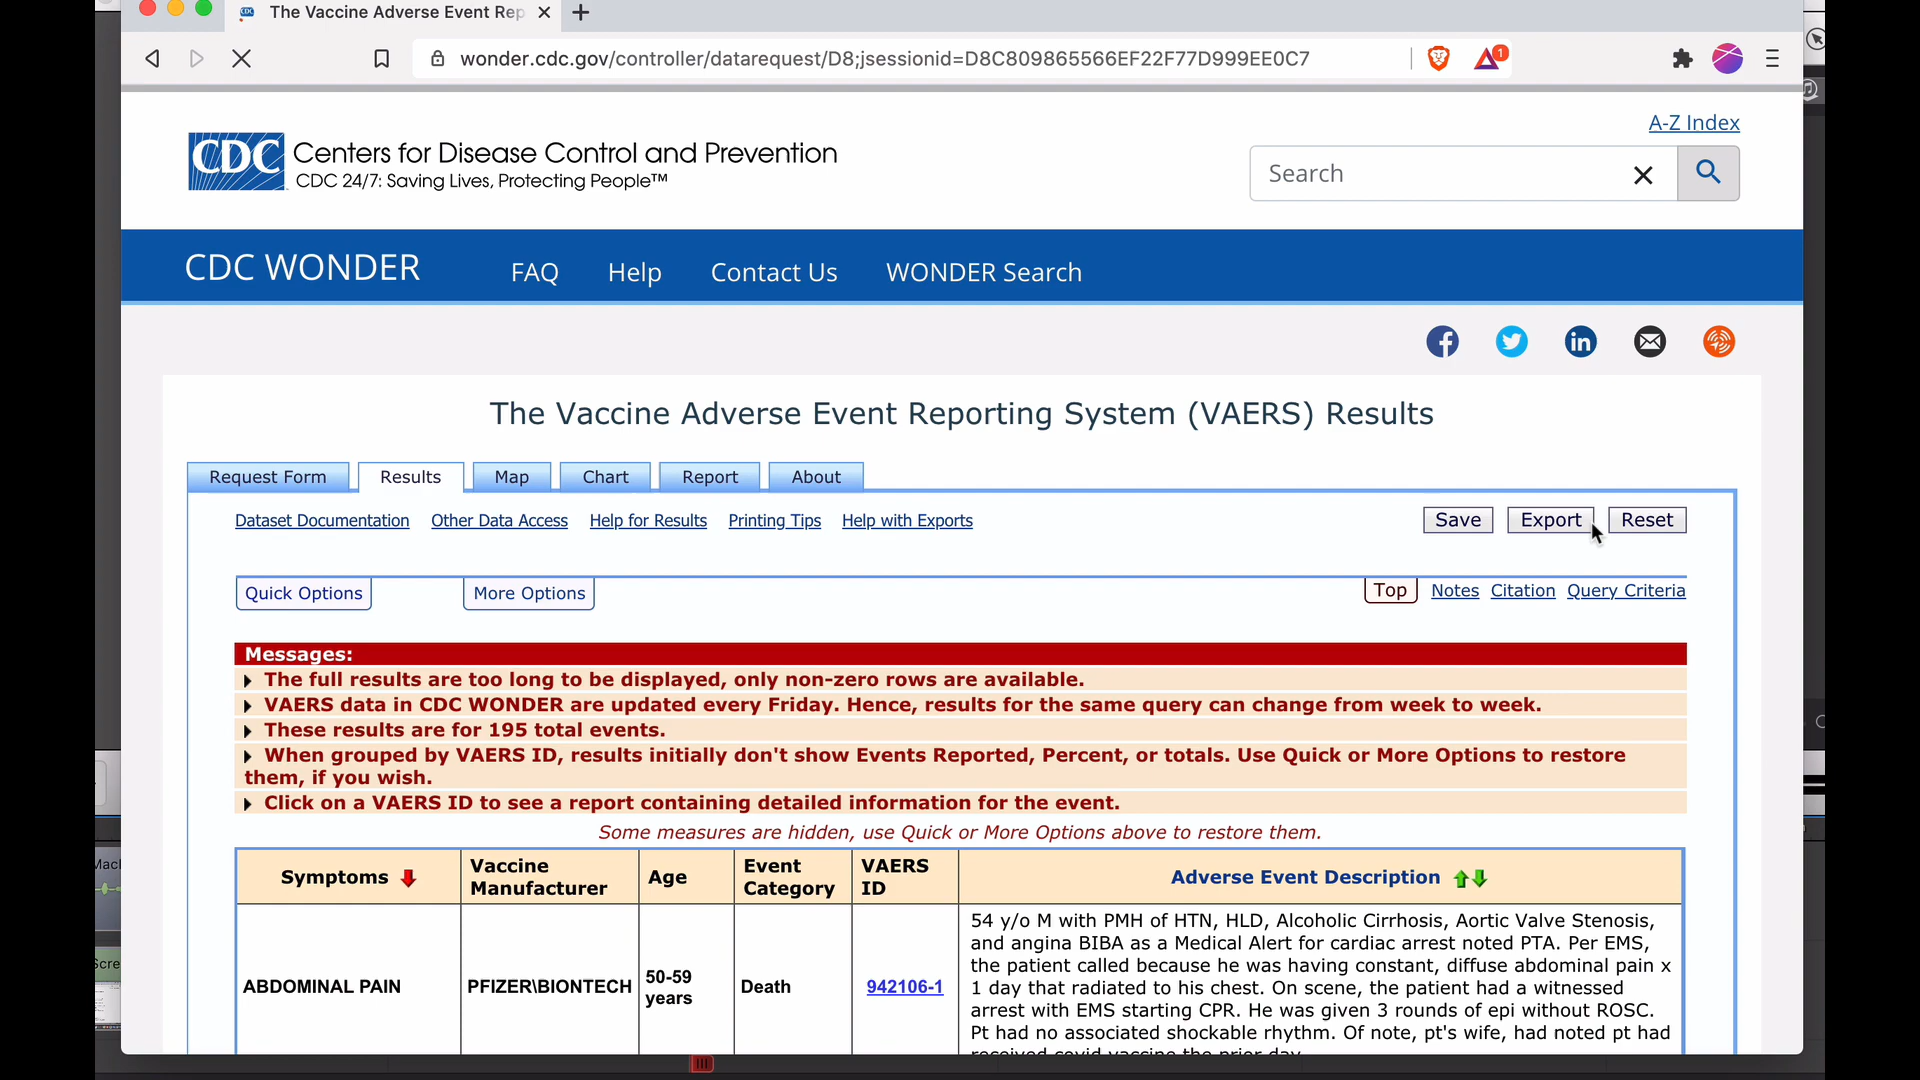 The Vaccine Adverse Event Rep
wonder.cdc.gov/controller/datarequest/D8;jsessionid=D8C809865566EF22F77D999EE0C7
1
A-Z Index
CDC Centers for Disease Control and Prevention
CDC 24/7: Saving Lives, Protecting People™
Search
CDC WONDER FAQ Help Contact Us WONDER Search
The Vaccine Adverse Event Reporting System (VAERS) Results
Request Form Results Map Chart Report About
Dataset Documentation Other Data Access Help for Results Printing Tips Help with Exports Save Export Reset
Quick Options More Options Top Notes Citation Query Criteria
Messages:
The full results are too long to be displayed, only non-zero rows are available.
VAERS data in CDC WONDER are updated every Friday. Hence, results for the same query can change from week to week.
These results are for 195 total events.
When grouped by VAERS ID, results initially don't show Events Reported, Percent, or totals. Use Quick or More Options to restore
them, if you wish.
Click on a VAERS ID to see a report containing detailed information for the event.
Some measures are hidden, use Quick or More Options above to restore them.
Symptoms
Vaccine
Manufacturer
Age
Event
Category
VAERS
ID
Adverse Event Description
ABDOMINAL PAIN
PFIZER\BIONTECH
50-59
years
Death
942106-1
54 y/o M with PMH of HTN, HLD, Alcoholic Cirrhosis, Aortic Valve Stenosis,
and angina BIBA as a Medical Alert for cardiac arrest noted PTA. Per EMS,
the patient called because he was having constant, diffuse abdominal pain x
1 day that radiated to his chest. On scene, the patient had a witnessed
arrest with EMS starting CPR. He was given 3 rounds of epi without ROSC.
Pt had no associated shockable rhythm. Of note, pt's wife, had noted pt had
received covid vaccine the prior day